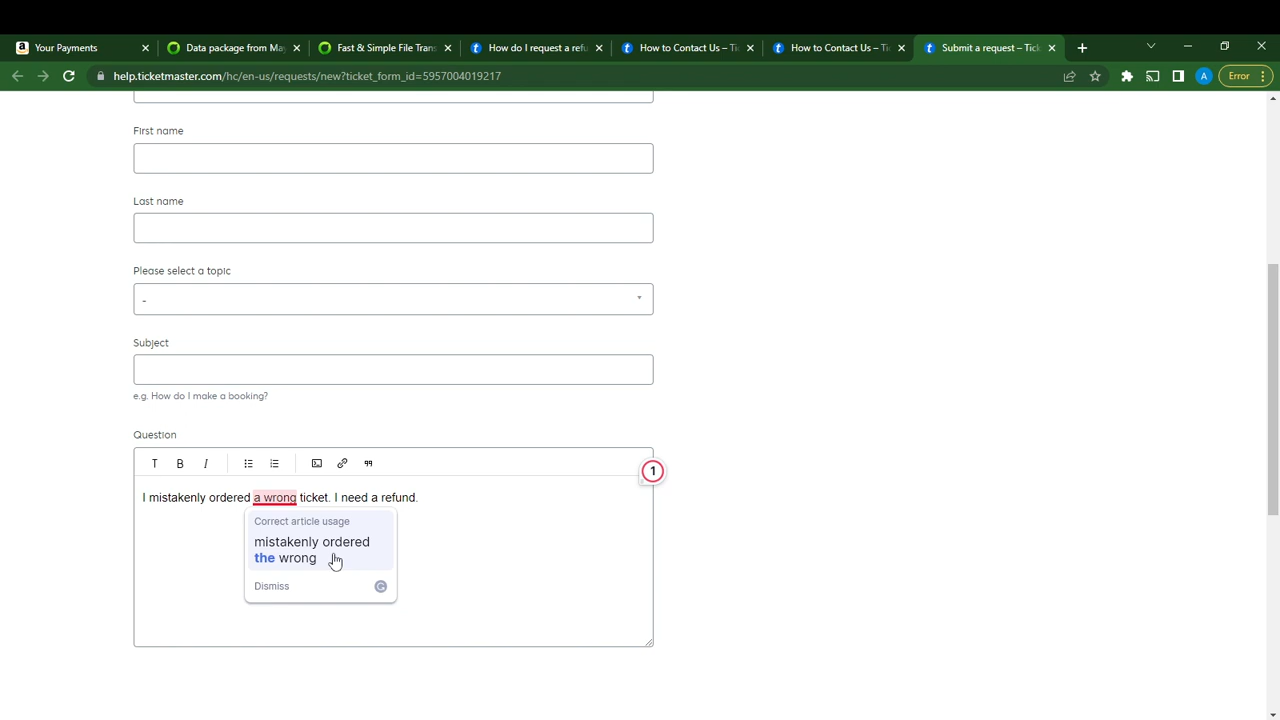 Your Payments
Data package from May
Fast & Simple File Trans
How do I request a refu
How to Contact Us – Tic
How to Contact Us – Tic
Submit a request – Tick
help.ticketmaster.com/hc/en-us/requests/new?ticket_form_id=5957004019217
A
Error
First name
Last name
Please select a topic
-
Subject
e.g. How do I make a booking?
Question
T B I
1
I mistakenly ordered a wrong ticket. I need a refund.
Correct article usage
mistakenly ordered
the wrong
Dismiss